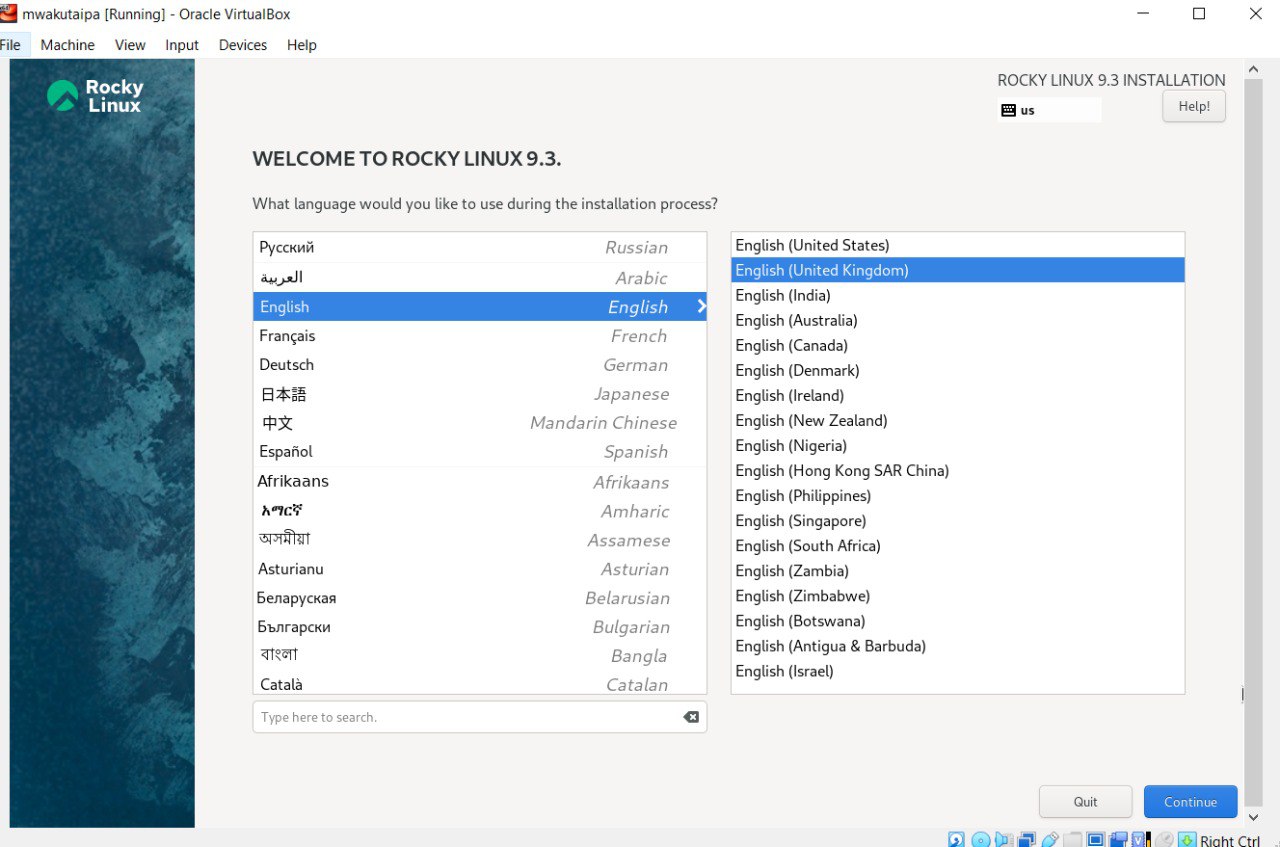 mwakutaipa [Running] - Oracle VirtualBox
File Machine View Input Devices Help
Rocky
Linux
ROCKY LINUX 9.3 INSTALLATION
us
Help!
WELCOME TO ROCKY LINUX 9.3.
What language would you like to use during the installation process?
Русский Russian
العربية Arabic
English English
Français French
Deutsch German
日本語 Japanese
中文 Mandarin Chinese
Español Spanish
Afrikaans Afrikaans
አማርኛ Amharic
অসমীয়া Assamese
Asturianu Asturian
Беларуская Belarusian
Български Bulgarian
বাংলা Bangla
Català Catalan
Type here to search.
English (United States)
English (United Kingdom)
English (India)
English (Australia)
English (Canada)
English (Denmark)
English (Ireland)
English (New Zealand)
English (Nigeria)
English (Hong Kong SAR China)
English (Philippines)
English (Singapore)
English (South Africa)
English (Zambia)
English (Zimbabwe)
English (Botswana)
English (Antigua & Barbuda)
English (Israel)
Quit
Continue
Right Ctrl